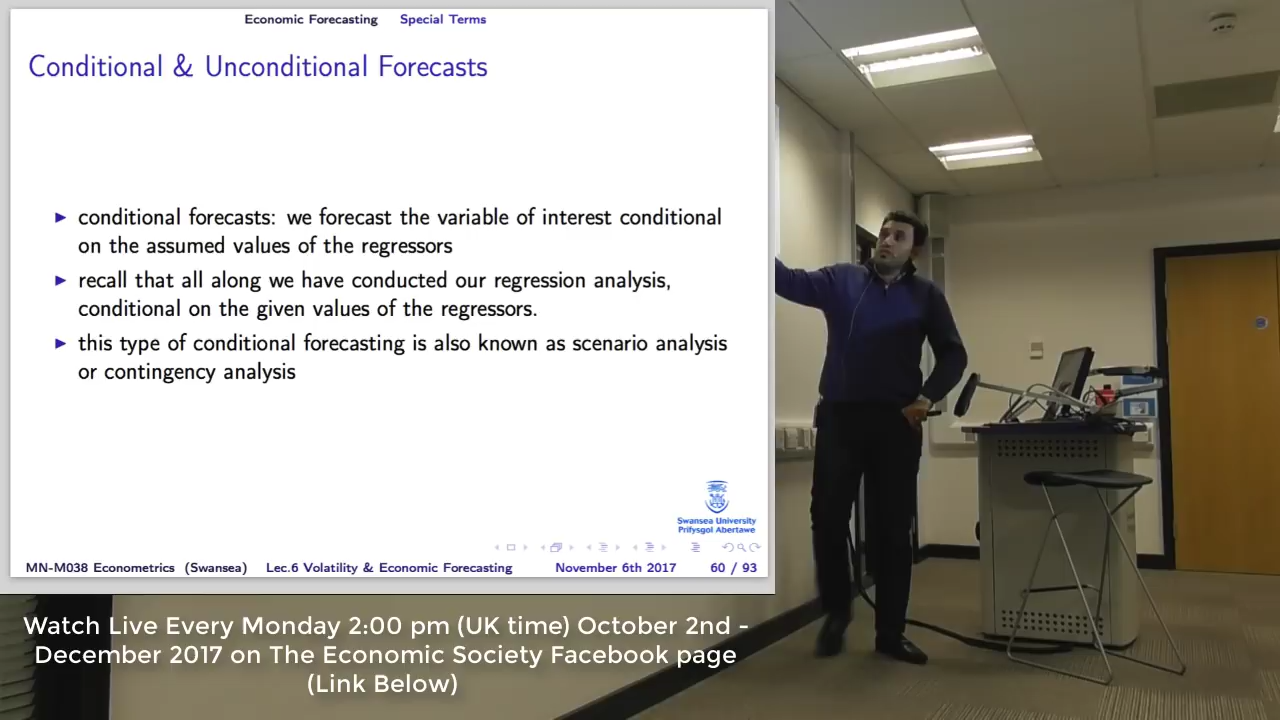 Economic Forecasting Special Terms
Conditional & Unconditional Forecasts
▶ conditional forecasts: we forecast the variable of interest conditional
on the assumed values of the regressors
▶ recall that all along we have conducted our regression analysis,
conditional on the given values of the regressors.
▶ this type of conditional forecasting is also known as scenario analysis
or contingency analysis
Swansea University
Prifysgol Abertawe
MN-M038 Econometrics (Swansea) Lec.6 Volatility & Economic Forecasting November 6th 2017 60 / 93
Watch Live Every Monday 2:00 pm (UK time) October 2nd -
December 2017 on The Economic Society Facebook page
(Link Below)